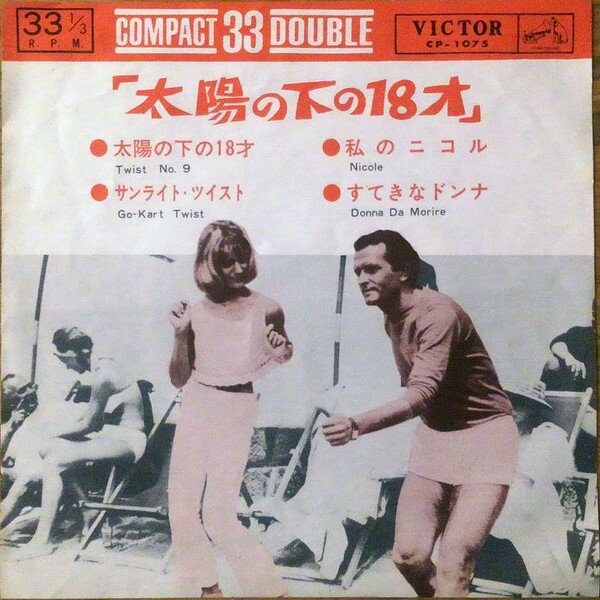 33 1/3
R.P.M.
COMPACT 33 DOUBLE
VICTOR
CP-1075
「太陽の下の18才」
● 太陽の下の18才
Twist No. 9
● サンライト・ツイスト
Go-Kart Twist
● 私のニコル
Nicole
● すてきなドンナ
Donna Da Morire